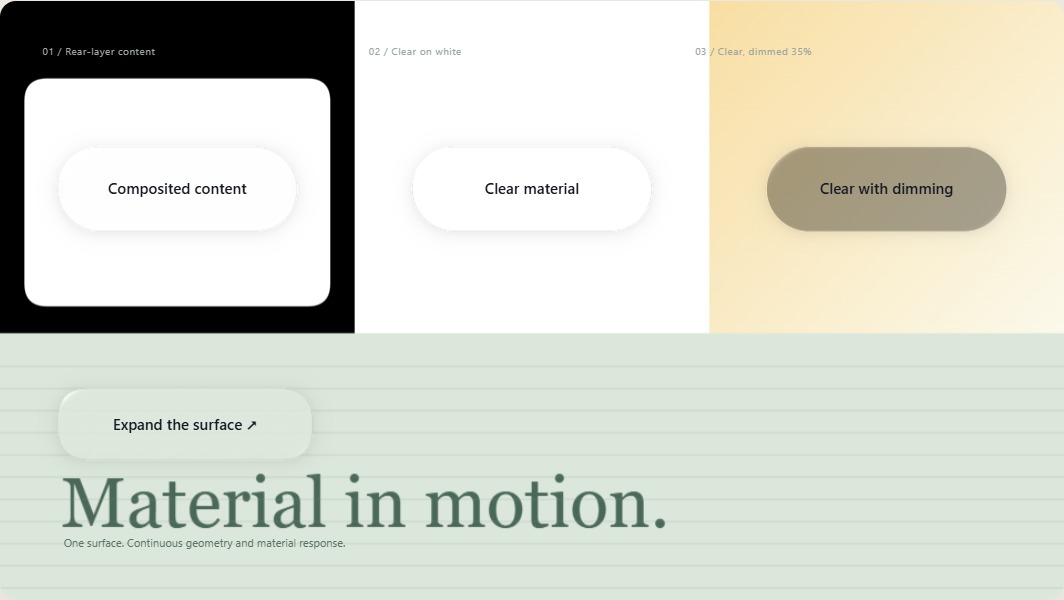 01 / Rear-layer content
02 / Clear on white
03 / Clear, dimmed 35%
Composited content
Clear material
Clear with dimming
Expand the surface ↗
Material in motion.
One surface. Continuous geometry and material response.